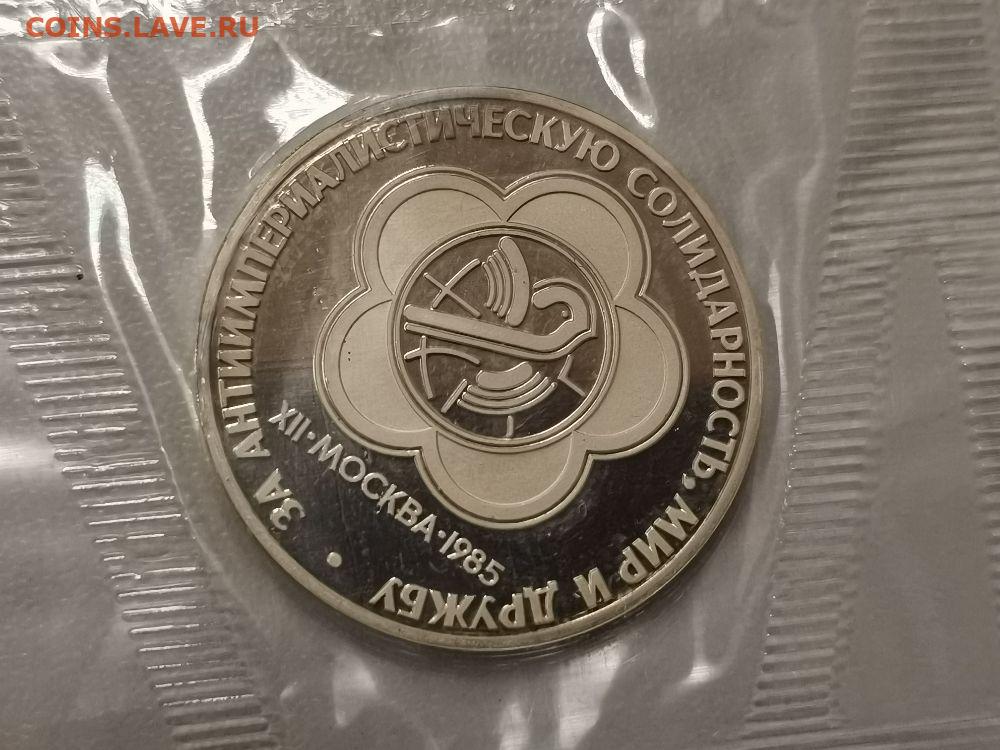 COINS.LAVE.RU
ЗА АНТИИМПЕРИАЛИСТИЧЕСКУЮ СОЛИДАРНОСТЬ, МИР И ДРУЖБУ •
XII·МОСКВА·1985